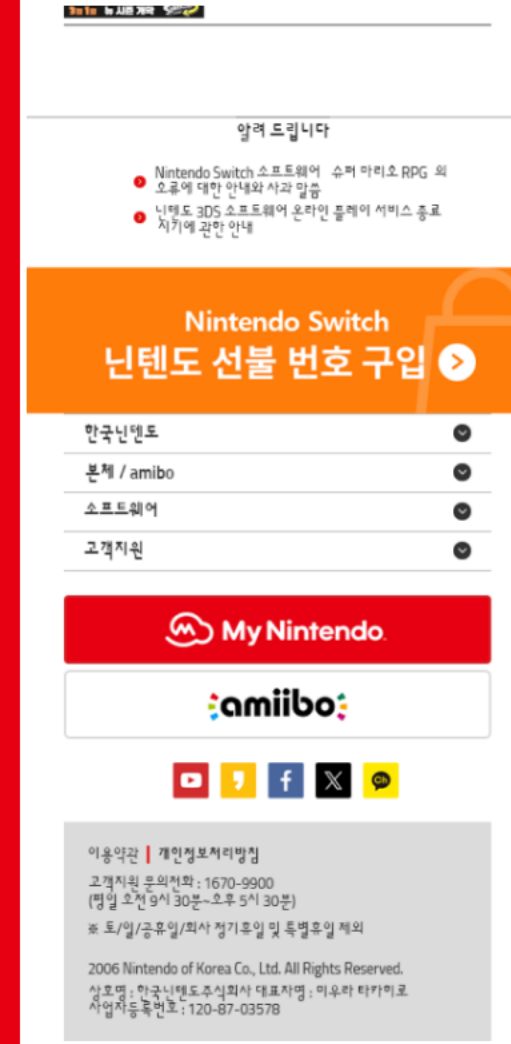 뉴 시즌 개막
알려 드립니다
Nintendo Switch 소프트웨어 슈퍼 마리오 RPG 의
오류에 대한 안내와 사과 말씀
닌텐도 3DS 소프트웨어 온라인 플레이 서비스 종료
시기에 관한 안내
Nintendo Switch
닌텐도 선불 번호 구입
한국닌텐도
본체 / amibo
소프트웨어
고객지원
My Nintendo
amiibo
f X Ch
이용약관 | 개인정보처리방침
고객지원 문의전화 : 1670-9900
(평일 오전 9시 30분~오후 5시 30분)
※ 토/일/공휴일/회사 정기휴일 및 특별휴일 제외
2006 Nintendo of Korea Co., Ltd. All Rights Reserved.
상호명 : 한국닌텐도주식회사 대표자명 : 미우라 타카히로
사업자등록번호 : 120-87-03578